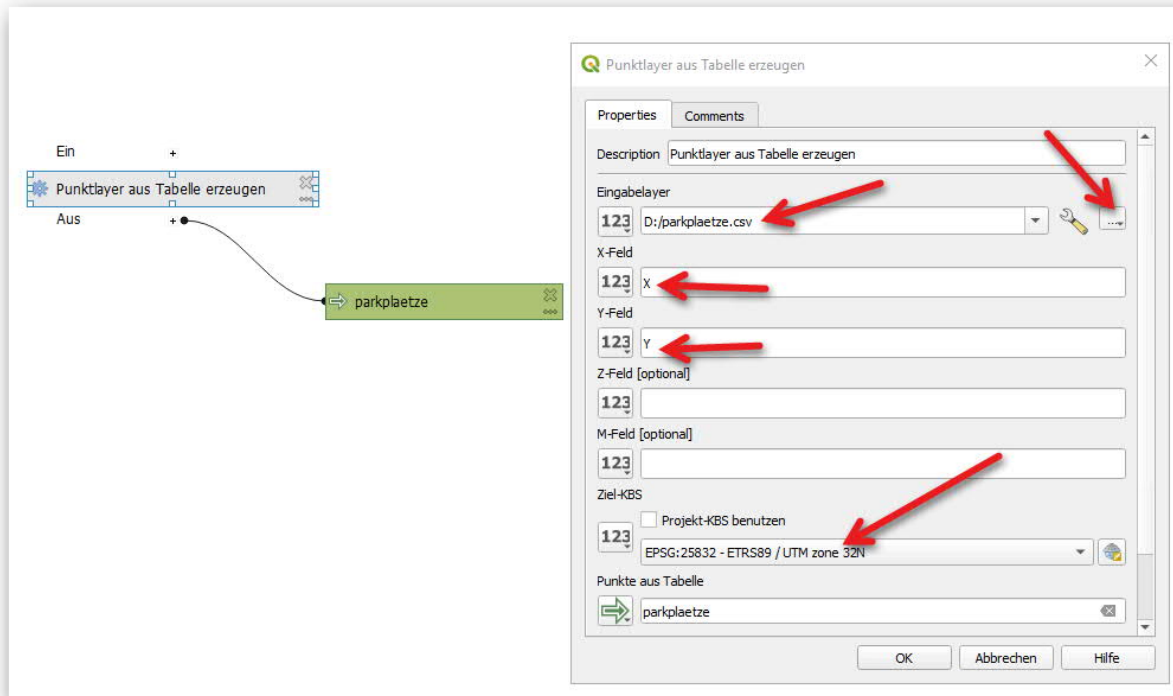 Ein
+
Punktlayer aus Tabelle erzeugen
Aus
+
parkplaetze
Punktlayer aus Tabelle erzeugen
Properties
Comments
Description Punktlayer aus Tabelle erzeugen
Eingabelayer
123 D:/parkplaetze.csv ...
X-Feld
123 X
Y-Feld
123 Y
Z-Feld [optional]
123
M-Feld [optional]
123
Ziel-KBS
Projekt-KBS benutzen
123
EPSG:25832 - ETRS89 / UTM zone 32N
Punkte aus Tabelle
parkplaetze
OK Abbrechen Hilfe